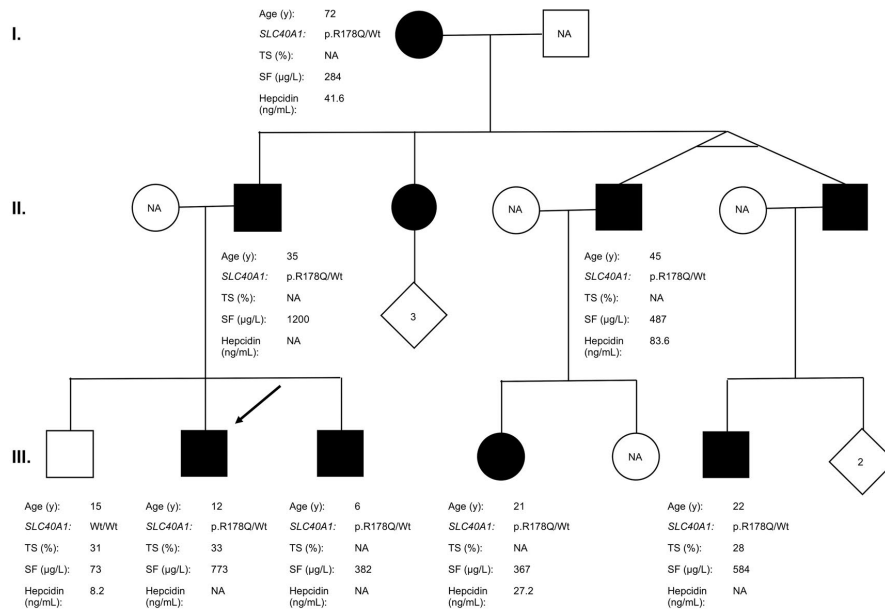 I.
Age (y): 72
SLC40A1: p.R178Q/Wt
TS (%): NA
SF (µg/L): 284
Hepcidin (ng/mL): 41.6
NA
II.
NA
NA
NA
Age (y): 35
SLC40A1: p.R178Q/Wt
TS (%): NA
SF (µg/L): 1200
Hepcidin (ng/mL): NA
3
Age (y): 45
SLC40A1: p.R178Q/Wt
TS (%): NA
SF (µg/L): 487
Hepcidin (ng/mL): 83.6
III.
NA
2
Age (y): 15
SLC40A1: Wt/Wt
TS (%): 31
SF (µg/L): 73
Hepcidin (ng/mL): 8.2
Age (y): 12
SLC40A1: p.R178Q/Wt
TS (%): 33
SF (µg/L): 773
Hepcidin (ng/mL): NA
Age (y): 6
SLC40A1: p.R178Q/Wt
TS (%): NA
SF (µg/L): 382
Hepcidin (ng/mL): NA
Age (y): 21
SLC40A1: p.R178Q/Wt
TS (%): NA
SF (µg/L): 367
Hepcidin (ng/mL): 27.2
Age (y): 22
SLC40A1: p.R178Q/Wt
TS (%): 28
SF (µg/L): 584
Hepcidin (ng/mL): NA